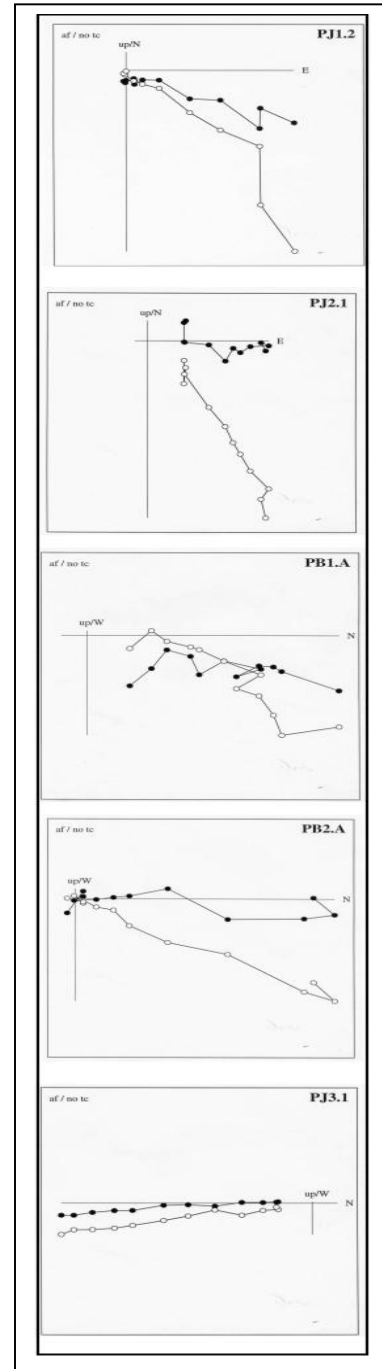 af / no tc PJ1.2
up/N
E
af / no tc PJ2.1
up/N
E
af / no tc PB1.A
up/W
N
af / no tc PB2.A
up/W
N
af / no tc PJ3.1
up/W
N